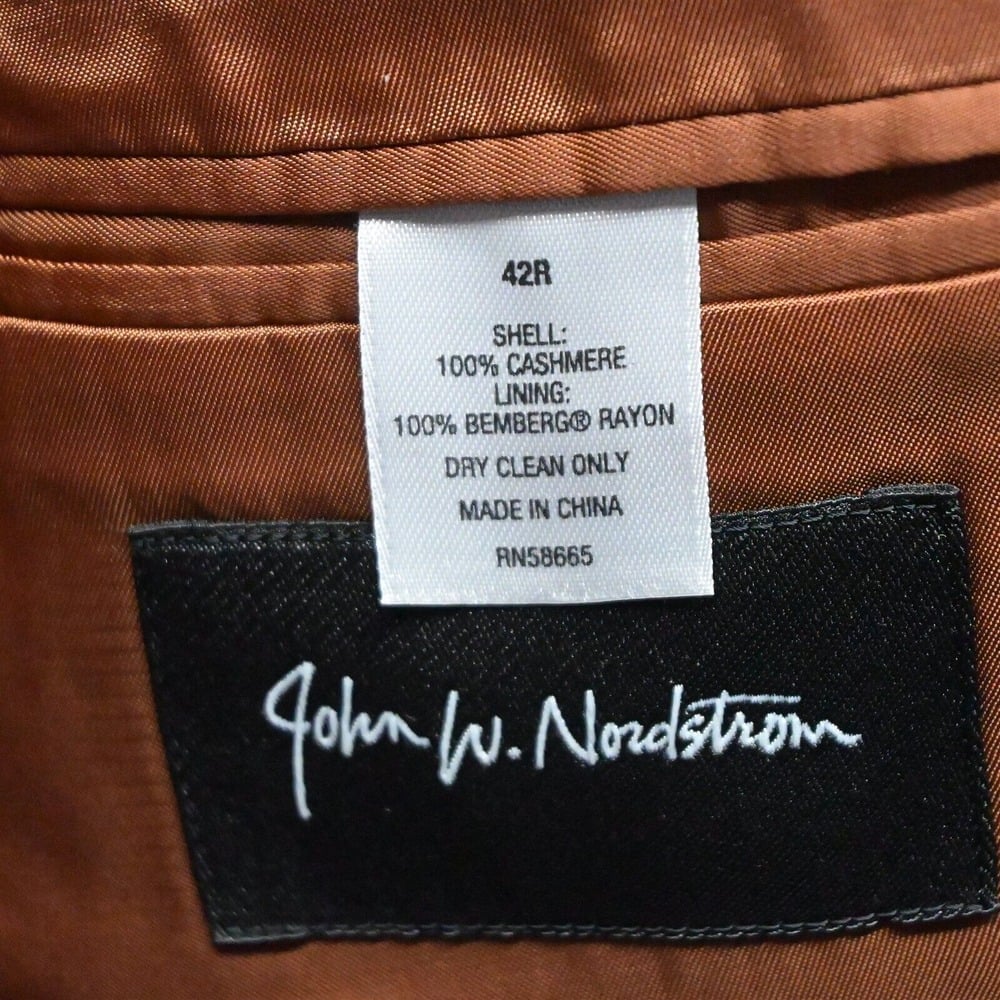 42R
SHELL:
100% CASHMERE
LINING:
100% BEMBERG® RAYON
DRY CLEAN ONLY
MADE IN CHINA
RN58665
John W. Nordstrom